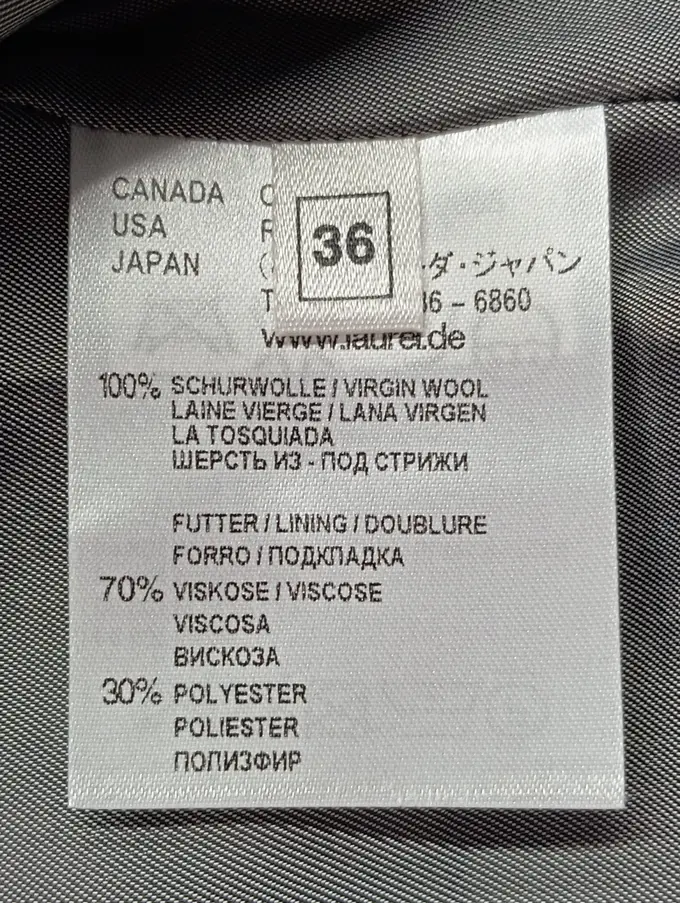 CANADA
USA
JAPAN
36
ダ・ジャパン
6 – 6860
www.laurel.de
100% SCHURWOLLE / VIRGIN WOOL
LAINE VIERGE / LANA VIRGEN
LA TOSQUIADA
ШЕРСТЬ ИЗ - ПОД СТРИЖИ
FUTTER / LINING / DOUBLURE
FORRO / ПОДКЛАДКА
70% VISKOSE / VISCOSE
VISCOSA
ВИСКОЗА
30% POLYESTER
POLIESTER
ПОЛИЗФИР